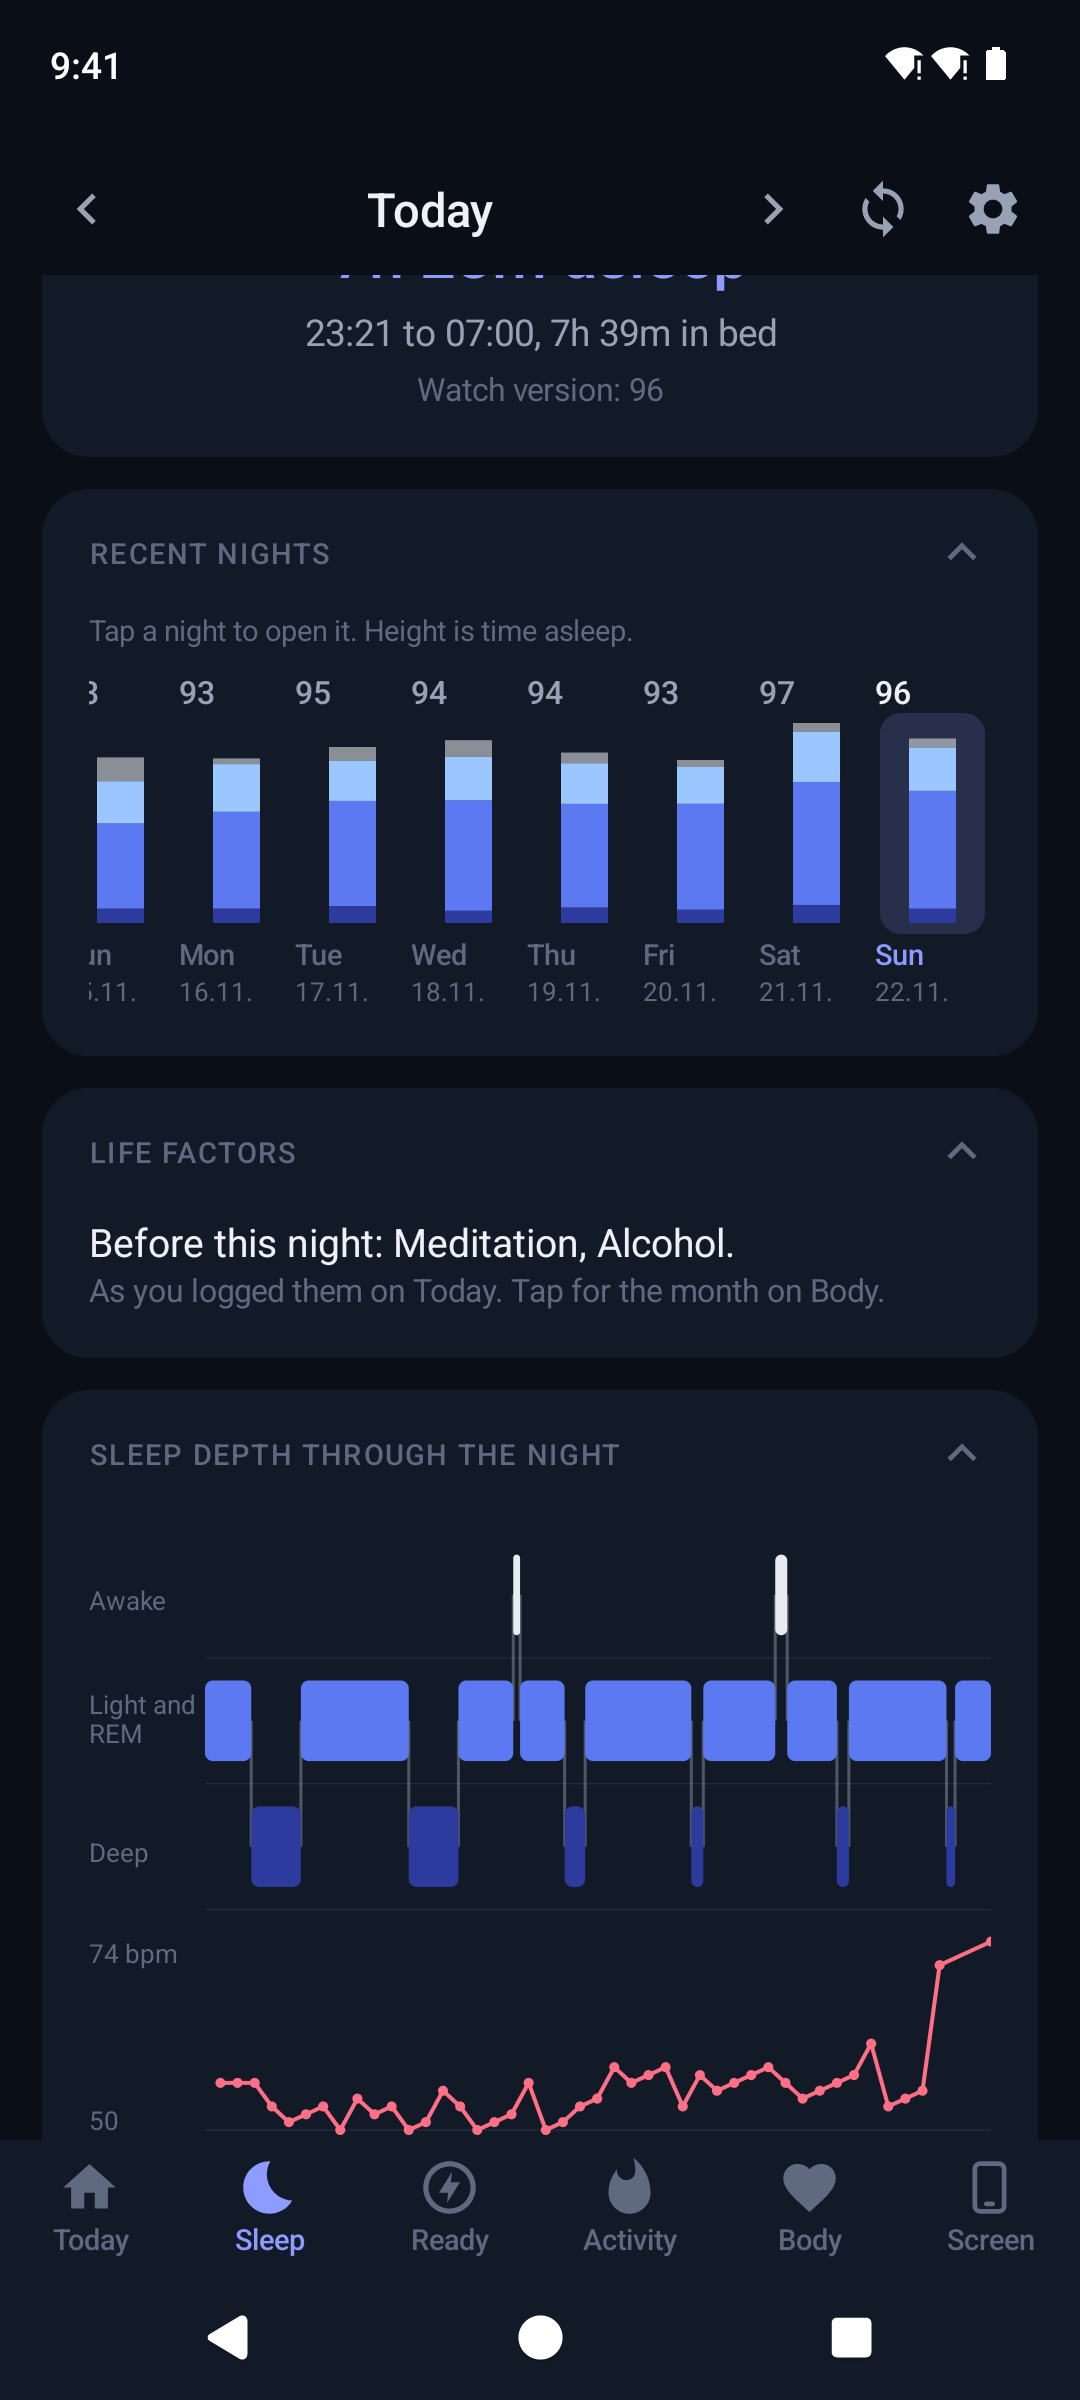 9:41
Today
23:21 to 07:00, 7h 39m in bed
Watch version: 96
RECENT NIGHTS
Tap a night to open it. Height is time asleep.
93 95 94 94 93 97 96
Mon Tue Wed Thu Fri Sat Sun
16.11. 17.11. 18.11. 19.11. 20.11. 21.11. 22.11.
LIFE FACTORS
Before this night: Meditation, Alcohol.
As you logged them on Today. Tap for the month on Body.
SLEEP DEPTH THROUGH THE NIGHT
Awake
Light and
REM
Deep
74 bpm
50
Today Sleep Ready Activity Body Screen